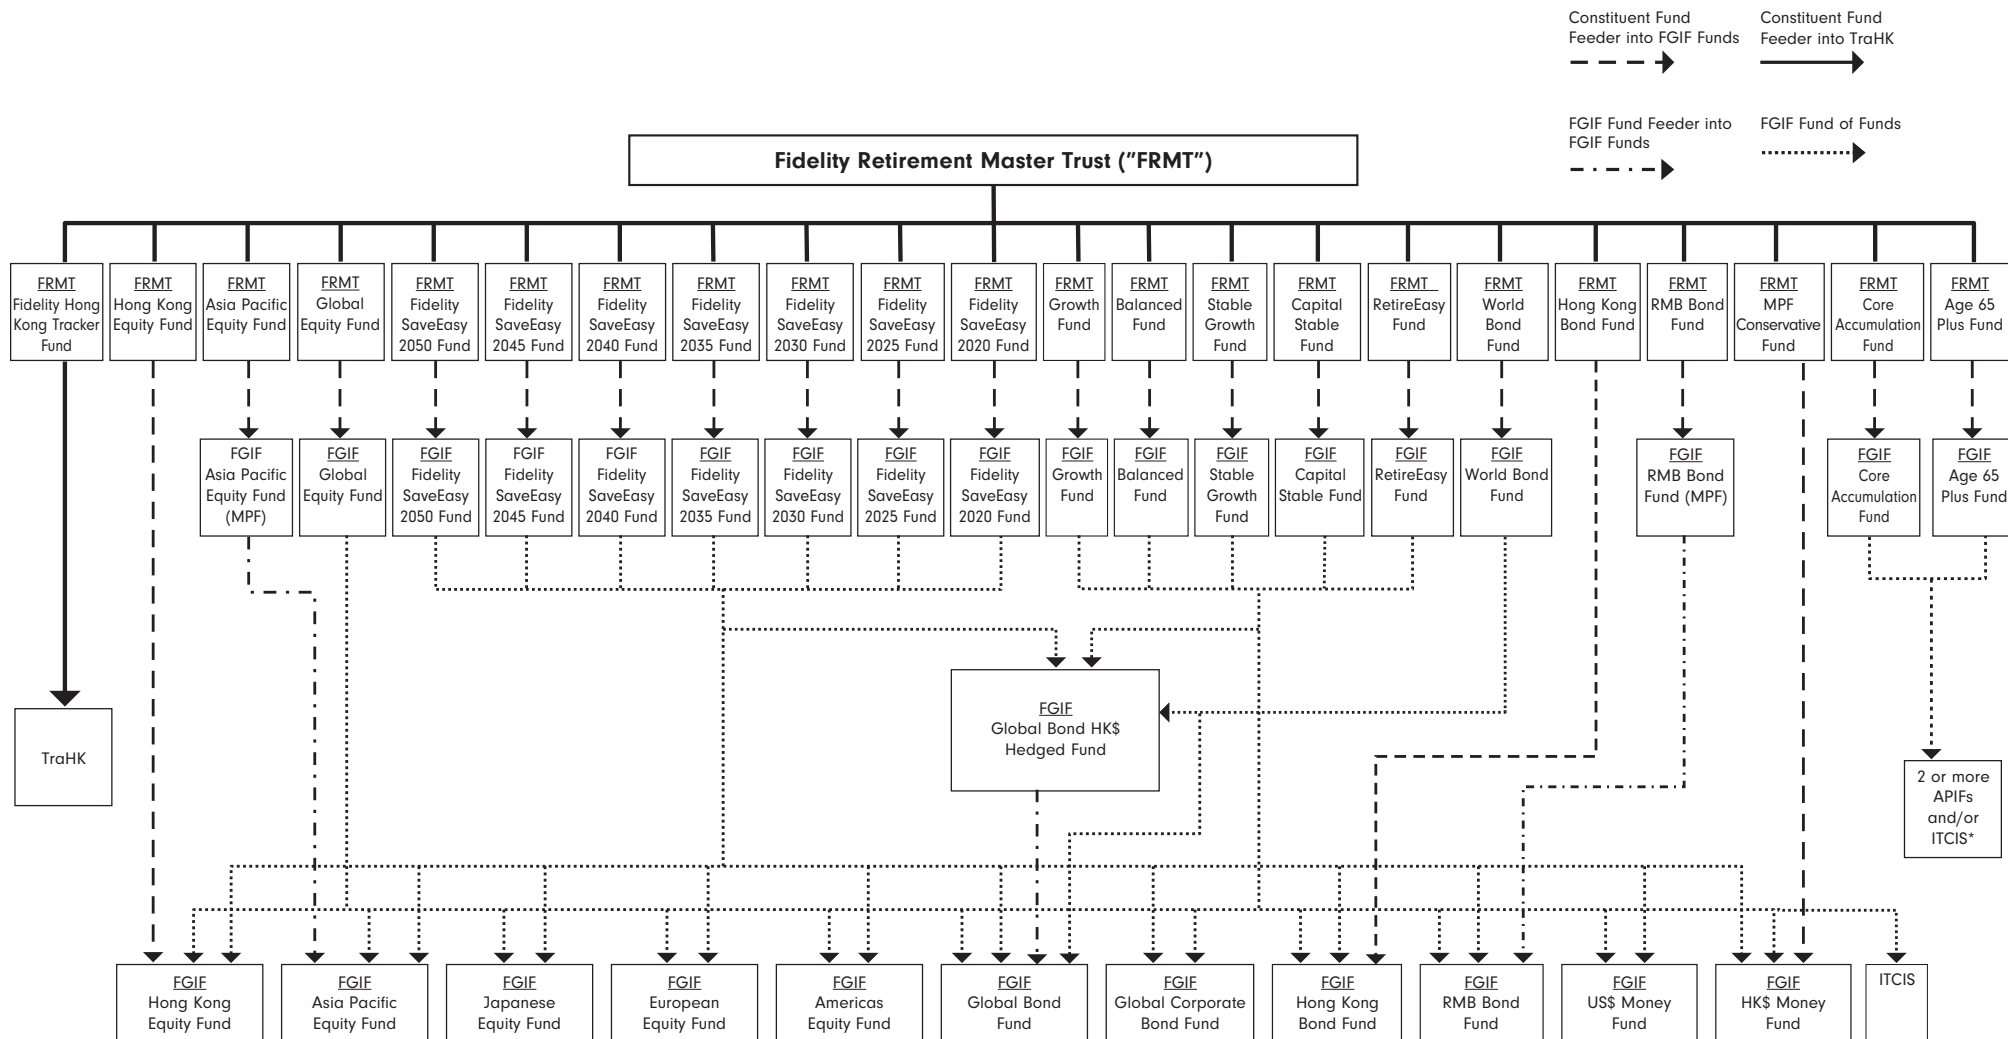 Constituent Fund
Feeder into FGIF Funds
Constituent Fund
Feeder into TraHK
FGIF Fund Feeder into
FGIF Funds
FGIF Fund of Funds
Fidelity Retirement Master Trust ("FRMT")
FRMT
Fidelity Hong
Kong Tracker
Fund
FRMT
Hong Kong
Equity Fund
FRMT
Asia Pacific
Equity Fund
FRMT
Global
Equity Fund
FRMT
Fidelity
SaveEasy
2050 Fund
FRMT
Fidelity
SaveEasy
2045 Fund
FRMT
Fidelity
SaveEasy
2040 Fund
FRMT
Fidelity
SaveEasy
2035 Fund
FRMT
Fidelity
SaveEasy
2030 Fund
FRMT
Fidelity
SaveEasy
2025 Fund
FRMT
Fidelity
SaveEasy
2020 Fund
FRMT
Growth
Fund
FRMT
Balanced
Fund
FRMT
Stable
Growth
Fund
FRMT
Capital
Stable
Fund
FRMT
RetireEasy
Fund
FRMT
World
Bond
Fund
FRMT
Hong Kong
Bond Fund
FRMT
RMB Bond
Fund
FRMT
MPF
Conservative
Fund
FRMT
Core
Accumulation
Fund
FRMT
Age 65
Plus Fund
FGIF
Asia Pacific
Equity Fund
(MPF)
FGIF
Global
Equity Fund
FGIF
Fidelity
SaveEasy
2050 Fund
FGIF
Fidelity
SaveEasy
2045 Fund
FGIF
Fidelity
SaveEasy
2040 Fund
FGIF
Fidelity
SaveEasy
2035 Fund
FGIF
Fidelity
SaveEasy
2030 Fund
FGIF
Fidelity
SaveEasy
2025 Fund
FGIF
Fidelity
SaveEasy
2020 Fund
FGIF
Growth
Fund
FGIF
Balanced
Fund
FGIF
Stable
Growth
Fund
FGIF
Capital
Stable Fund
FGIF
RetireEasy
Fund
FGIF
World Bond
Fund
FGIF
RMB Bond
Fund (MPF)
FGIF
Core
Accumulation
Fund
FGIF
Age 65
Plus Fund
TraHK
FGIF
Global Bond HK$
Hedged Fund
2 or more
APIFs
and/or
ITCIS*
FGIF
Hong Kong
Equity Fund
FGIF
Asia Pacific
Equity Fund
FGIF
Japanese
Equity Fund
FGIF
European
Equity Fund
FGIF
Americas
Equity Fund
FGIF
Global Bond
Fund
FGIF
Global Corporate
Bond Fund
FGIF
Hong Kong
Bond Fund
FGIF
RMB Bond
Fund
FGIF
US$ Money
Fund
FGIF
HK$ Money
Fund
ITCIS